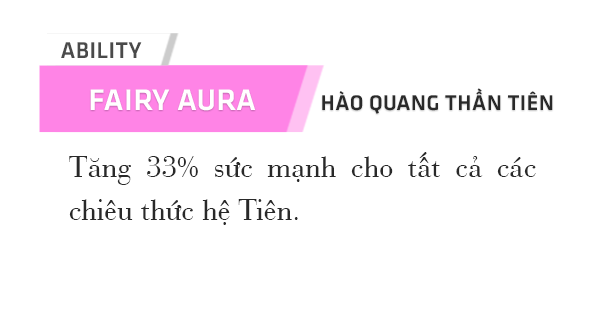 ABILITY
FAIRY AURA
HÀO QUANG THẦN TIÊN
Tăng 33% sức mạnh cho tất cả các
chiêu thức hệ Tiên.